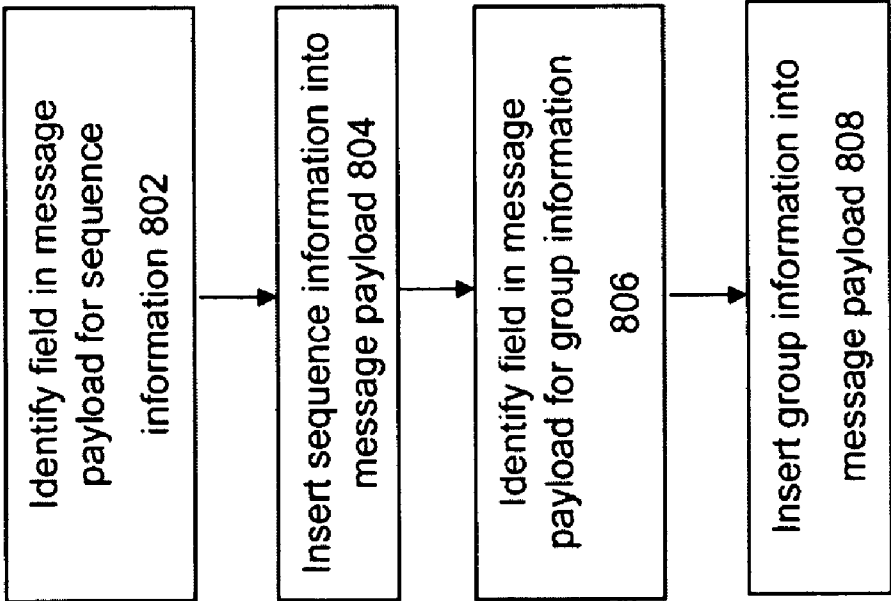 Identify field in message
payload for sequence
information 802
Insert sequence information into
message payload 804
Identify field in message
payload for group information
806
Insert group information into
message payload 808